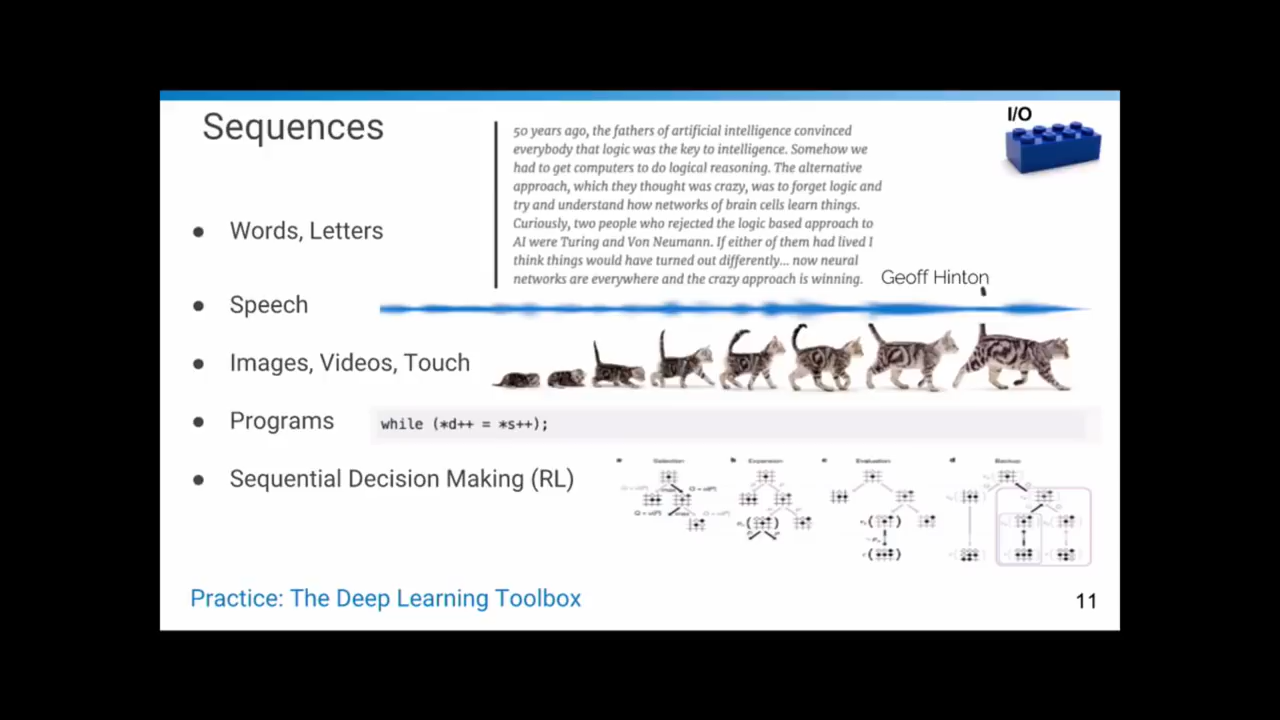 Sequences
I/O
50 years ago, the fathers of artificial intelligence convinced
everybody that logic was the key to intelligence. Somehow we
had to get computers to do logical reasoning. The alternative
approach, which they thought was crazy, was to forget logic and
try and understand how networks of brain cells learn things.
Curiously, two people who rejected the logic based approach to
AI were Turing and Von Neumann. If either of them had lived I
think things would have turned out differently... now neural
networks are everywhere and the crazy approach is winning.
Geoff Hinton
● Words, Letters
● Speech
● Images, Videos, Touch
● Programs
while (*d++ = *s++);
● Sequential Decision Making (RL)
a Selection b Expansion c Evaluation d Backup
Practice: The Deep Learning Toolbox
11